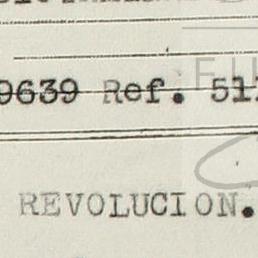 9639 Ref. 51
REVOLUCION.